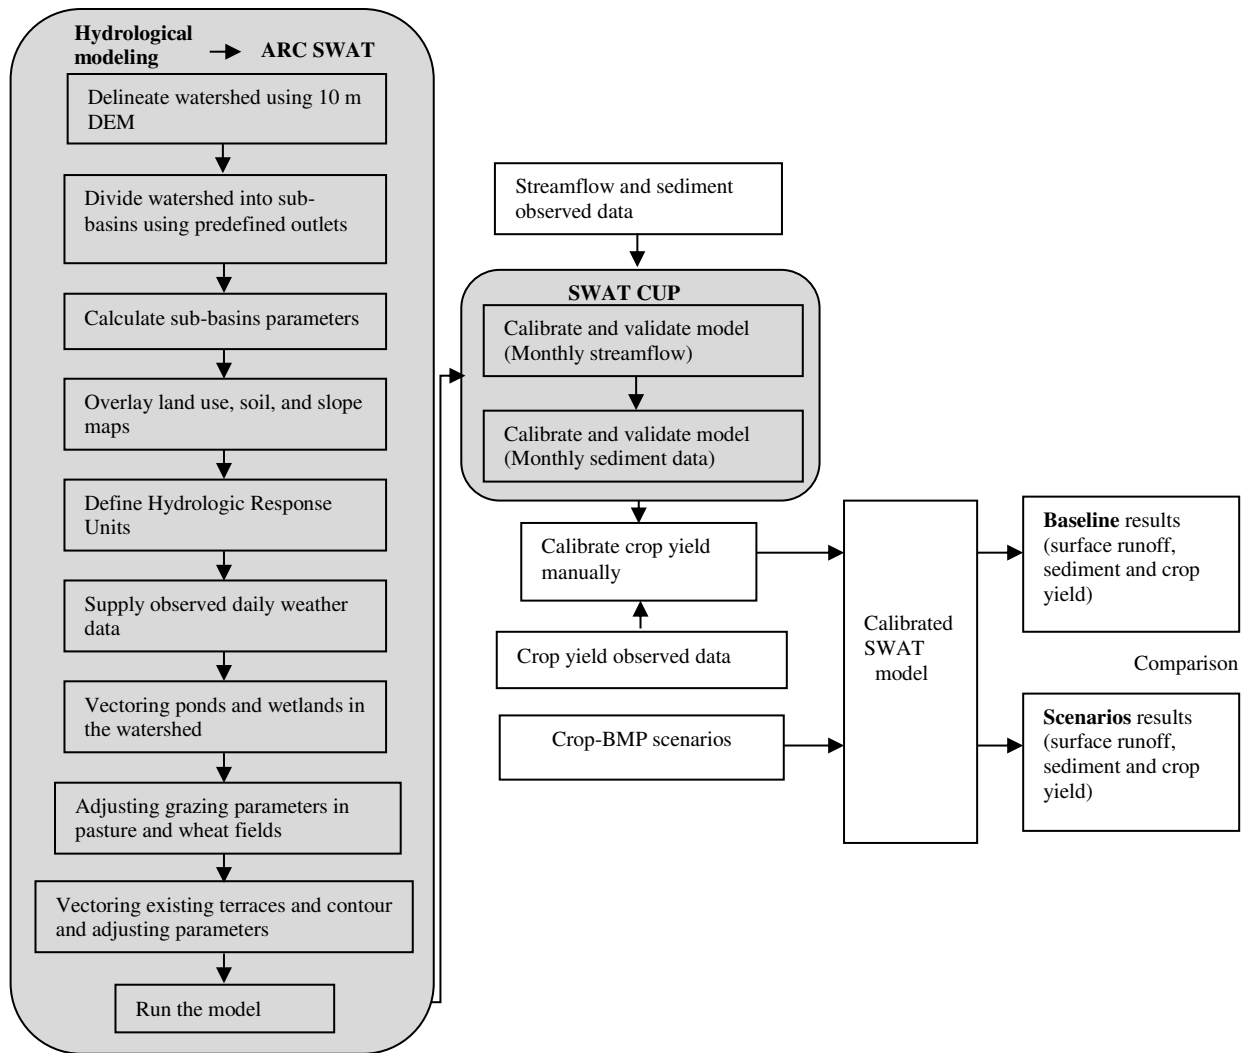 Hydrological
modeling
ARC SWAT
Delineate watershed using 10 m
DEM
Divide watershed into sub-
basins using predefined outlets
Calculate sub-basins parameters
Overlay land use, soil, and slope
maps
Define Hydrologic Response
Units
Supply observed daily weather
data
Vectoring ponds and wetlands in
the watershed
Adjusting grazing parameters in
pasture and wheat fields
Vectoring existing terraces and contour
and adjusting parameters
Run the model
Streamflow and sediment
observed data
SWAT CUP
Calibrate and validate model
(Monthly streamflow)
Calibrate and validate model
(Monthly sediment data)
Calibrate crop yield
manually
Crop yield observed data
Crop-BMP scenarios
Calibrated
SWAT
model
Baseline results
(surface runoff,
sediment and crop
yield)
Comparison
Scenarios results
(surface runoff,
sediment and crop
yield)